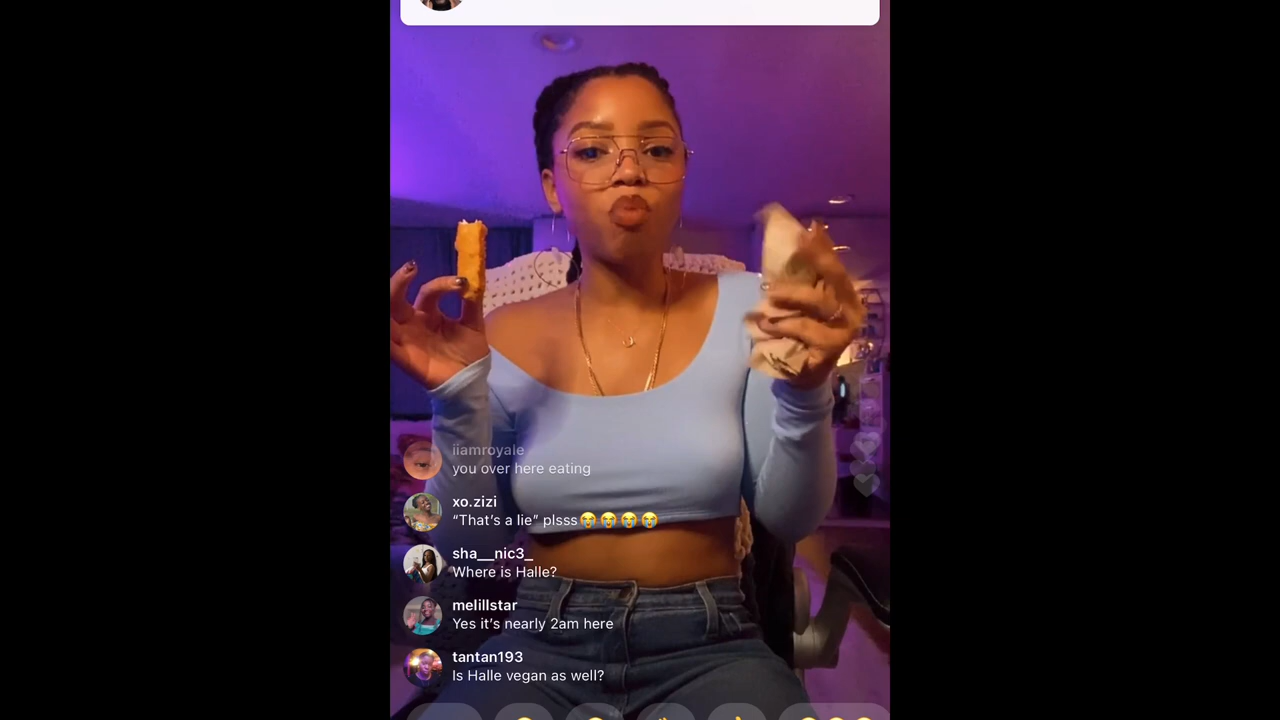 iiamroyale
you over here eating
xo.zizi
“That’s a lie” plsss😭😭😭😭
sha__nic3_
Where is Halle?
melillstar
Yes it’s nearly 2am here
tantan193
Is Halle vegan as well?